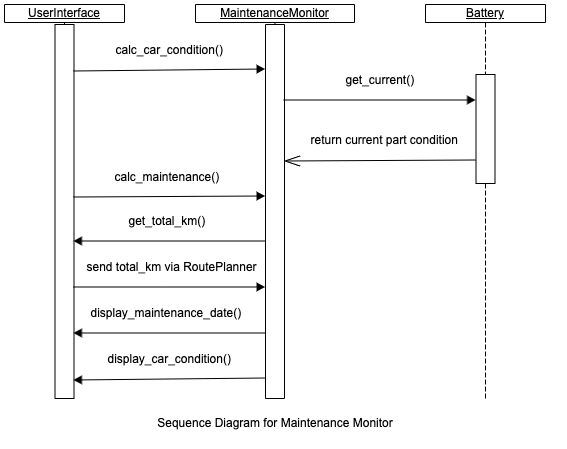 UserInterface
MaintenanceMonitor
Battery
calc_car_condition()
get_current()
return current part condition
calc_maintenance()
get_total_km()
send total_km via RoutePlanner
display_maintenance_date()
display_car_condition()
Sequence Diagram for Maintenance Monitor